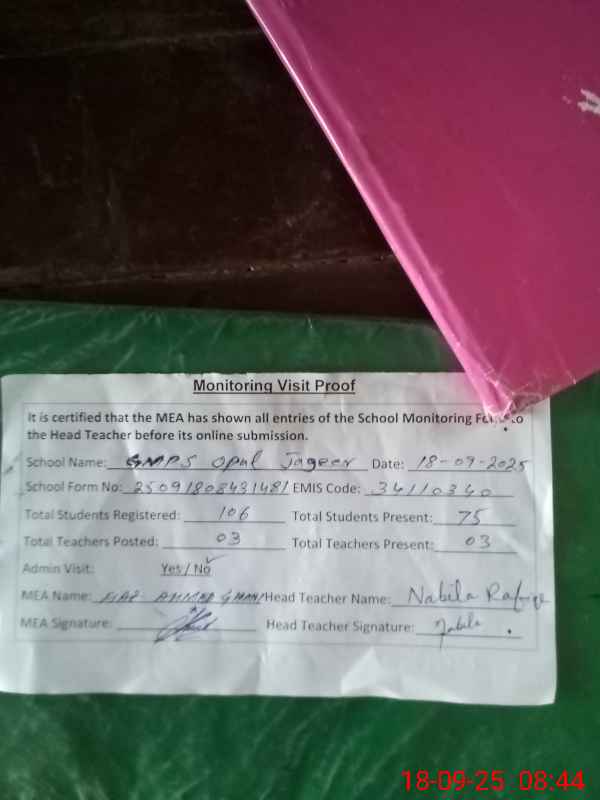 Monitoring Visit Proof
It is certified that the MEA has shown all entries of the School Monitoring to
the Head Teacher before its online submission.
School Name: GMPS Opal Jageer Date: 18-09-2025
School Form No: 25091808431481 EMIS Code: 34110340
Total Students Registered: 106 Total Students Present: 75
Total Teachers Posted: 03 Total Teachers Present: 03
Admin Visit: Yes / No
MEA Name: AHMAD GHANI Head Teacher Name: Nabila Rafique
MEA Signature: Head Teacher Signature: Nabila
18-09-25 08:44